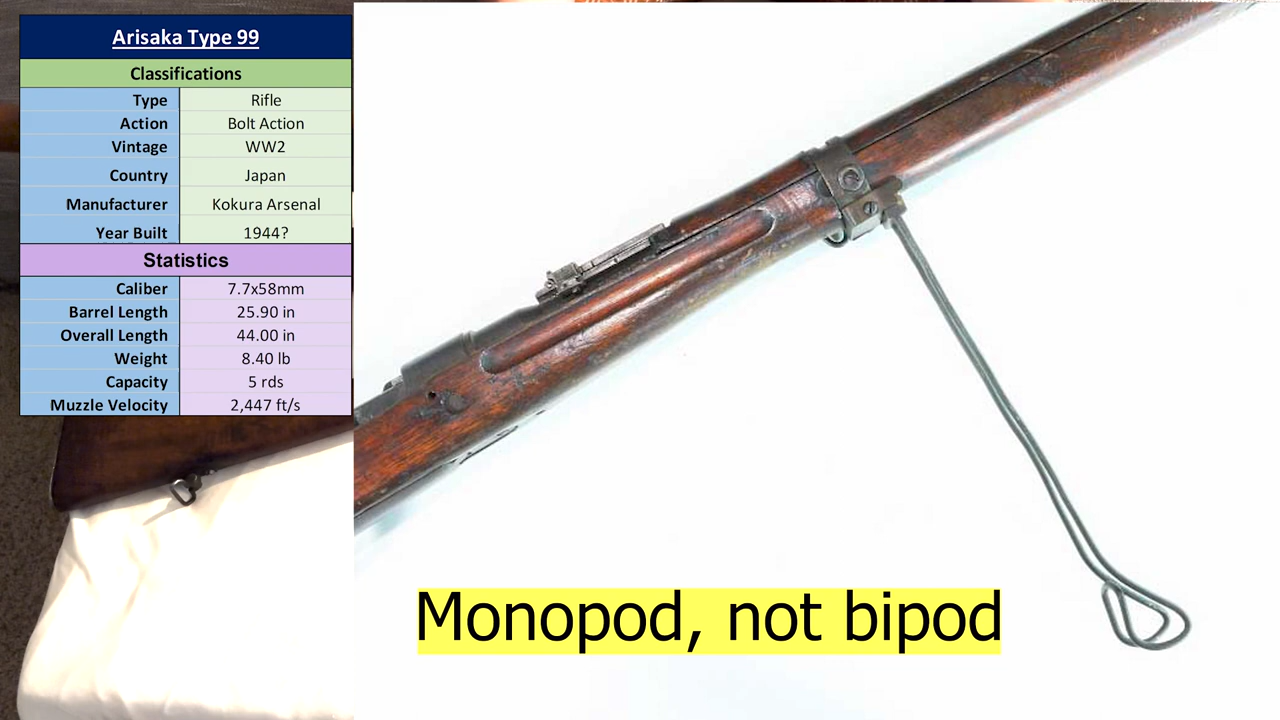 Arisaka Type 99
Classifications
Type Rifle
Action Bolt Action
Vintage WW2
Country Japan
Manufacturer Kokura Arsenal
Year Built 1944?
Statistics
Caliber 7.7x58mm
Barrel Length 25.90 in
Overall Length 44.00 in
Weight 8.40 lb
Capacity 5 rds
Muzzle Velocity 2,447 ft/s
Monopod, not bipod